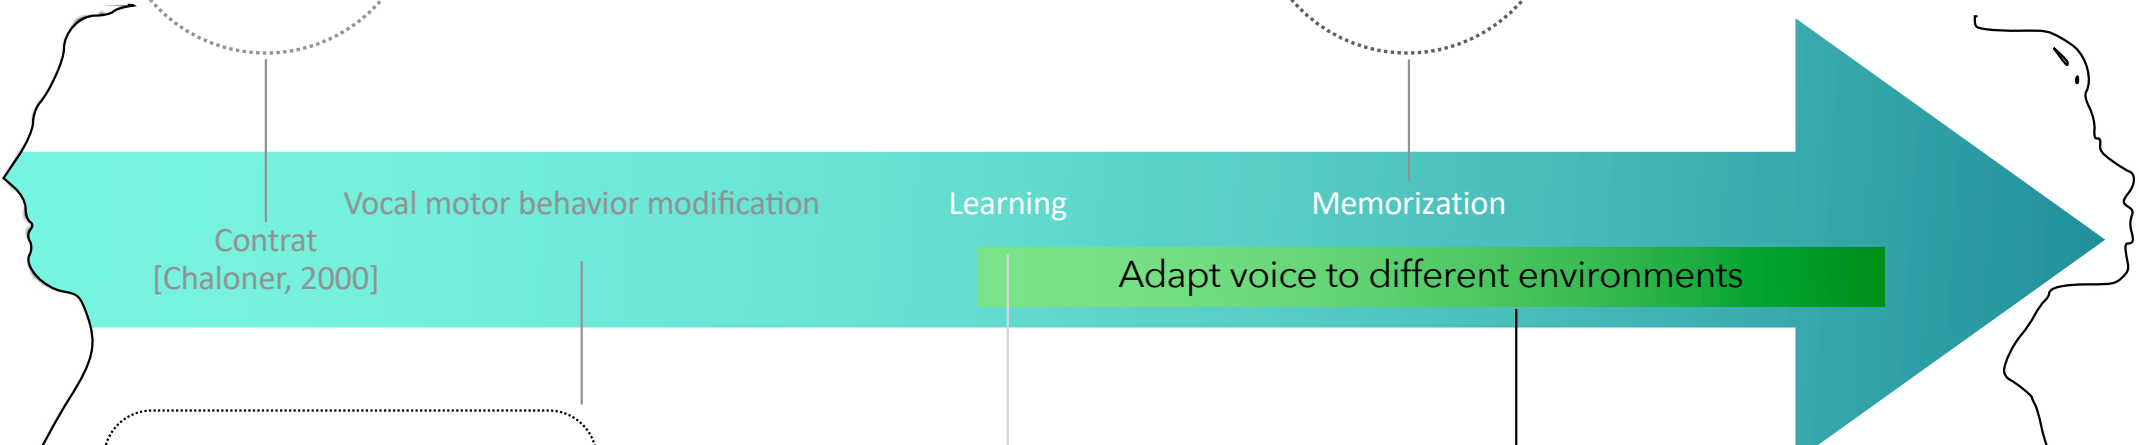 Vocal motor behavior modification
Learning
Memorization
Contrat
[Chaloner, 2000]
Adapt voice to different environments